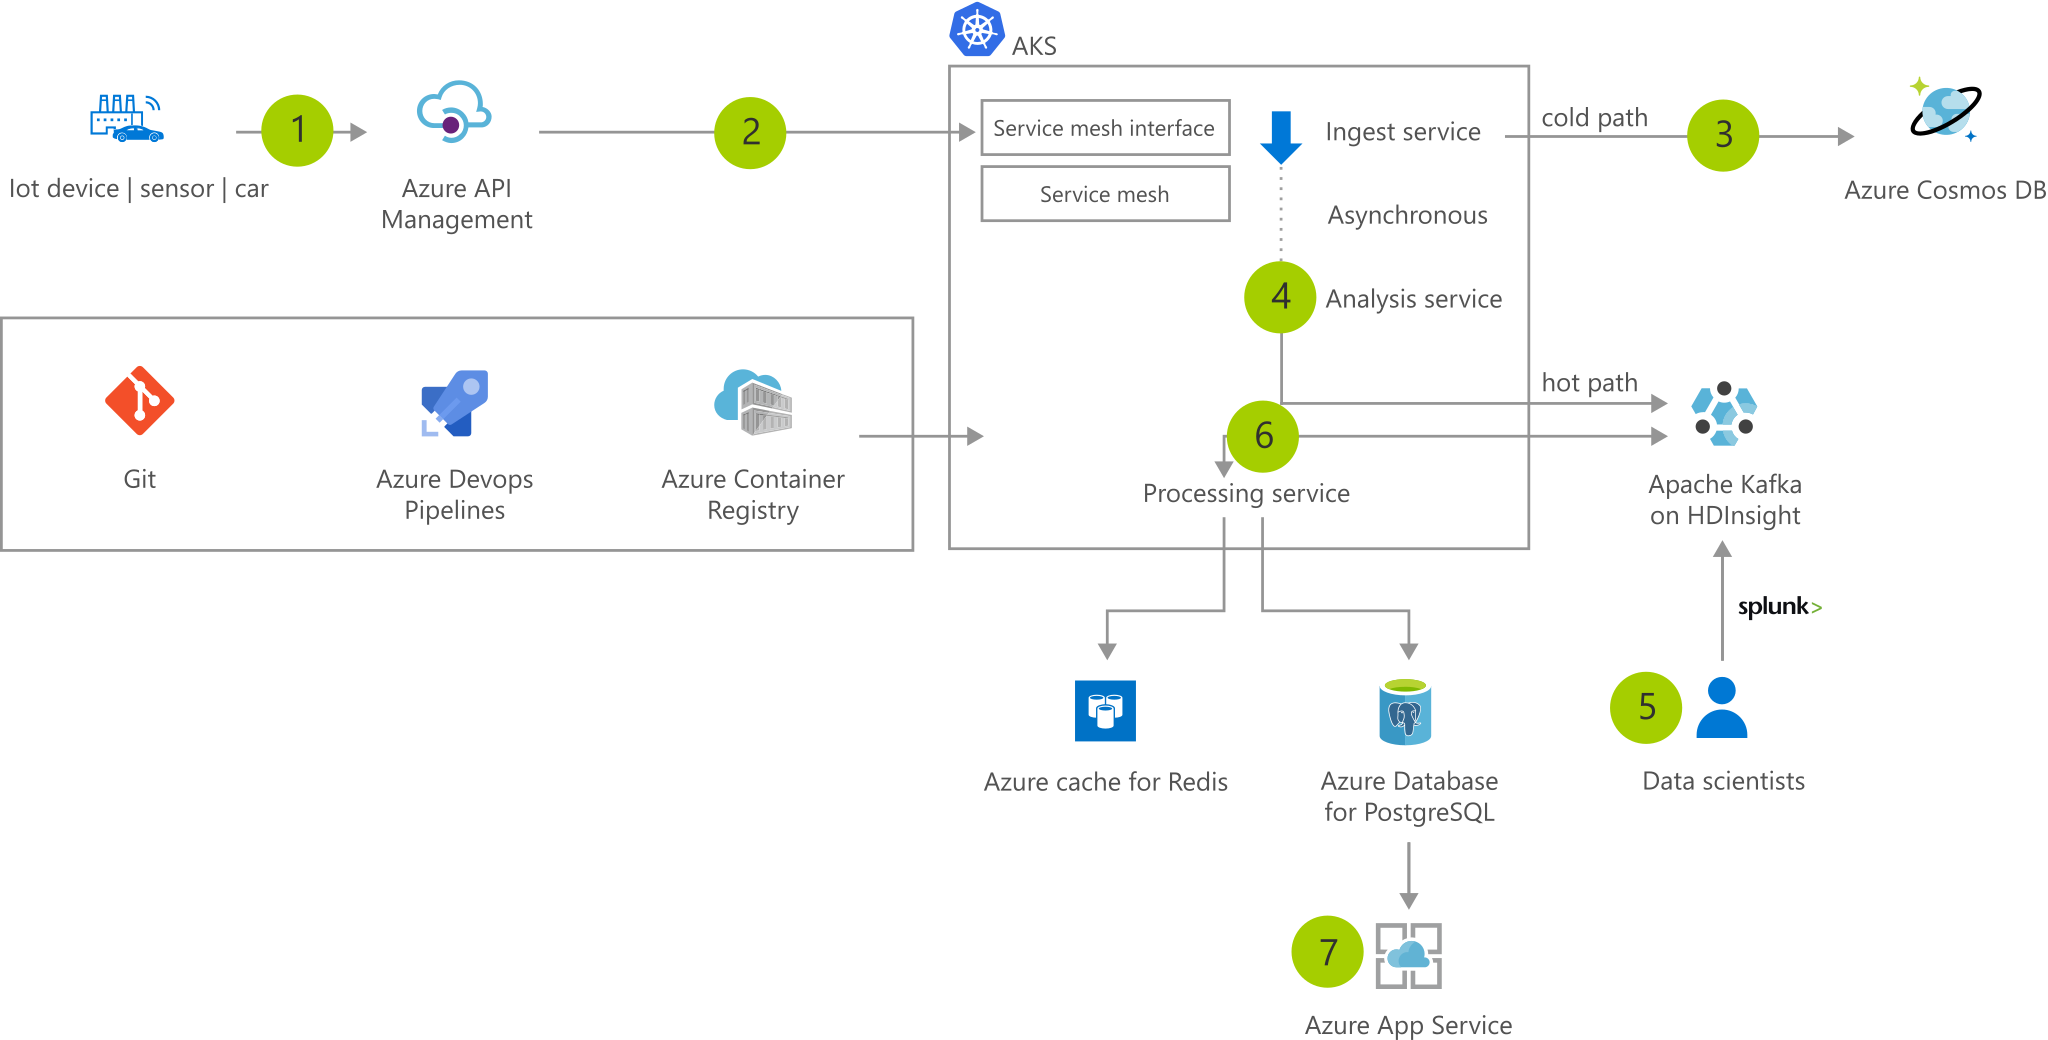 AKS
1
2
Service mesh interface
Ingest service
cold path
3
Iot device | sensor | car
Azure API
Management
Service mesh
Asynchronous
Azure Cosmos DB
4
Analysis service
hot path
Git
Azure Devops
Pipelines
Azure Container
Registry
6
Processing service
Apache Kafka
on HDInsight
splunk>
5
Azure cache for Redis
Azure Database
for PostgreSQL
Data scientists
7
Azure App Service